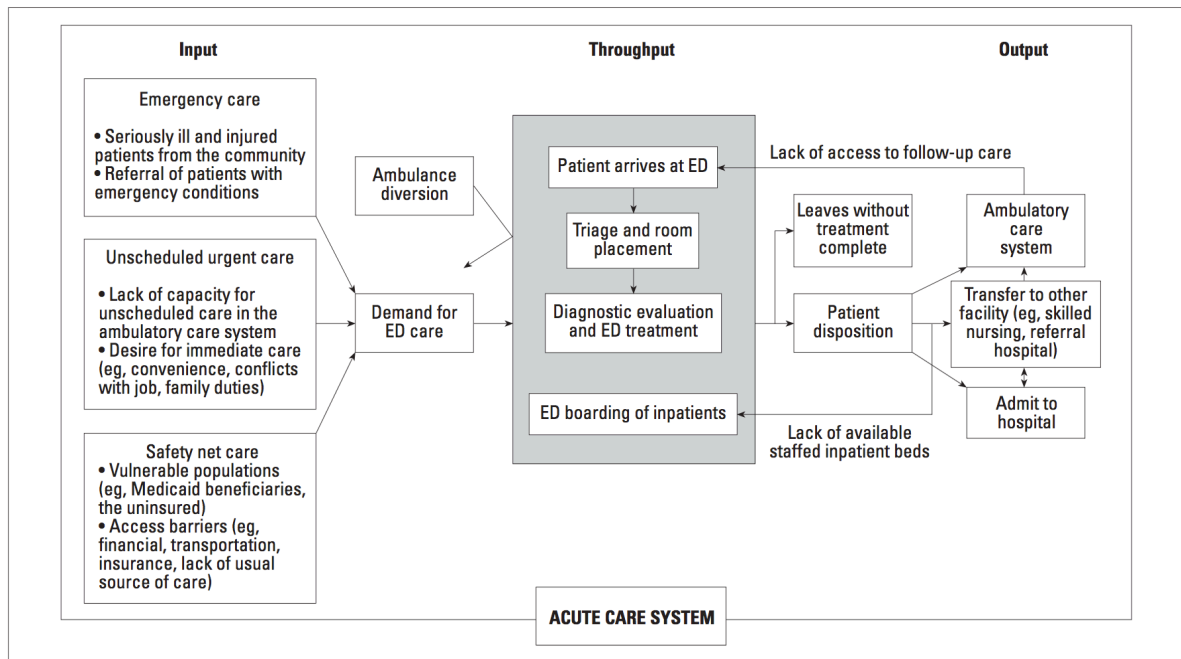 Input
Throughput
Output
Emergency care
• Seriously ill and injured
patients from the community
• Referral of patients with
emergency conditions
Unscheduled urgent care
• Lack of capacity for
unscheduled care in the
ambulatory care system
• Desire for immediate care
(eg, convenience, conflicts
with job, family duties)
Safety net care
• Vulnerable populations
(eg, Medicaid beneficiaries,
the uninsured)
• Access barriers (eg,
financial, transportation,
insurance, lack of usual
source of care)
Ambulance
diversion
Demand for
ED care
Patient arrives at ED
Triage and room
placement
Diagnostic evaluation
and ED treatment
ED boarding of inpatients
Lack of access to follow-up care
Leaves without
treatment
complete
Patient
disposition
Lack of available
staffed inpatient beds
Ambulatory
care
system
Transfer to other
facility (eg, skilled
nursing, referral
hospital)
Admit to
hospital
ACUTE CARE SYSTEM